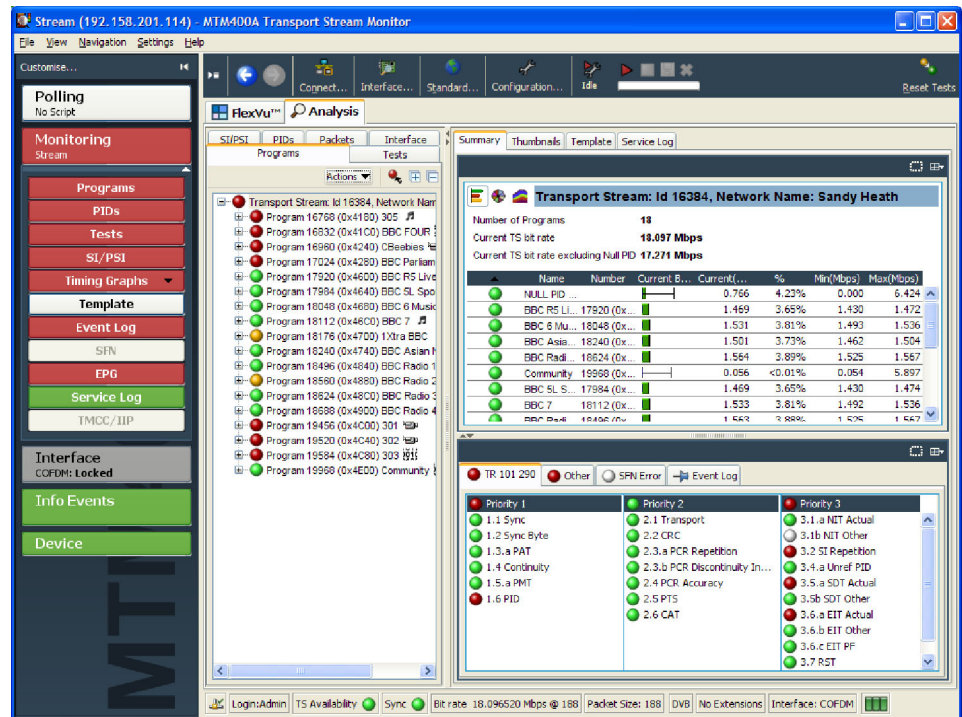 Stream (192.158.201.114) - MTM400A Transport Stream Monitor
File View Navigation Settings Help
Customise...
Polling
No Script
Monitoring
Stream
Programs
PIDs
Tests
SI/PSI
Timing Graphs
Template
Event Log
SFN
EPG
Service Log
TMCC/IIP
Interface
COFDM: Locked
Info Events
Device
MTM
Connect... Interface... Standard... Configuration... Idle Reset Tests
FlexVu™ Analysis
SI/PSI PIDs Packets Interface
Programs Tests
Actions
Transport Stream: Id 16384, Network Nam
Program 16768 (0x4180) 305
Program 16832 (0x41C0) BBC FOUR
Program 16960 (0x4240) CBeebies
Program 17024 (0x4280) BBC Parliam
Program 17920 (0x4600) BBC R5 Live
Program 17984 (0x4640) BBC 5L Spo
Program 18048 (0x4680) BBC 6 Music
Program 18112 (0x46C0) BBC 7
Program 18176 (0x4700) 1Xtra BBC
Program 18240 (0x4740) BBC Asian N
Program 18496 (0x4840) BBC Radio 1
Program 18560 (0x4880) BBC Radio 2
Program 18624 (0x48C0) BBC Radio 3
Program 18688 (0x4900) BBC Radio 4
Program 19456 (0x4C00) 301
Program 19520 (0x4C40) 302
Program 19584 (0x4C80) 303
Program 19968 (0x4E00) Community
Summary Thumbnails Template Service Log
Transport Stream: Id 16384, Network Name: Sandy Heath
Number of Programs 18
Current TS bit rate 18.097 Mbps
Current TS bit rate excluding Null PID 17.271 Mbps
Name Number Current B... Current(... % Min(Mbps) Max(Mbps)
NULL PID ... 0.766 4.23% 0.000 6.424
BBC R5 Li... 17920 (0x... 1.469 3.65% 1.430 1.472
BBC 6 Mu... 18048 (0x... 1.531 3.81% 1.493 1.536
BBC Asia... 18240 (0x... 1.501 3.73% 1.462 1.504
BBC Radi... 18624 (0x... 1.564 3.89% 1.525 1.567
Community 19968 (0x... 0.056 <0.01% 0.054 5.897
BBC 5L S... 17984 (0x... 1.469 3.65% 1.430 1.474
BBC 7 18112 (0x... 1.533 3.81% 1.492 1.536
BBC Radi... 18496 (0x... 1.563 3.88% 1.525 1.567
TR 101 290 Other SFN Error Event Log
Priority 1
1.1 Sync
1.2 Sync Byte
1.3.a PAT
1.4 Continuity
1.5.a PMT
1.6 PID
Priority 2
2.1 Transport
2.2 CRC
2.3.a PCR Repetition
2.3.b PCR Discontinuity In...
2.4 PCR Accuracy
2.5 PTS
2.6 CAT
Priority 3
3.1.a NIT Actual
3.1b NIT Other
3.2 SI Repetition
3.4.a Unref PID
3.5.a SDT Actual
3.5b SDT Other
3.6.a EIT Actual
3.6.b EIT Other
3.6.c EIT PF
3.7 RST
Login:Admin TS Availability Sync Bit rate 18.096520 Mbps @ 188 Packet Size: 188 DVB No Extensions Interface: COFDM